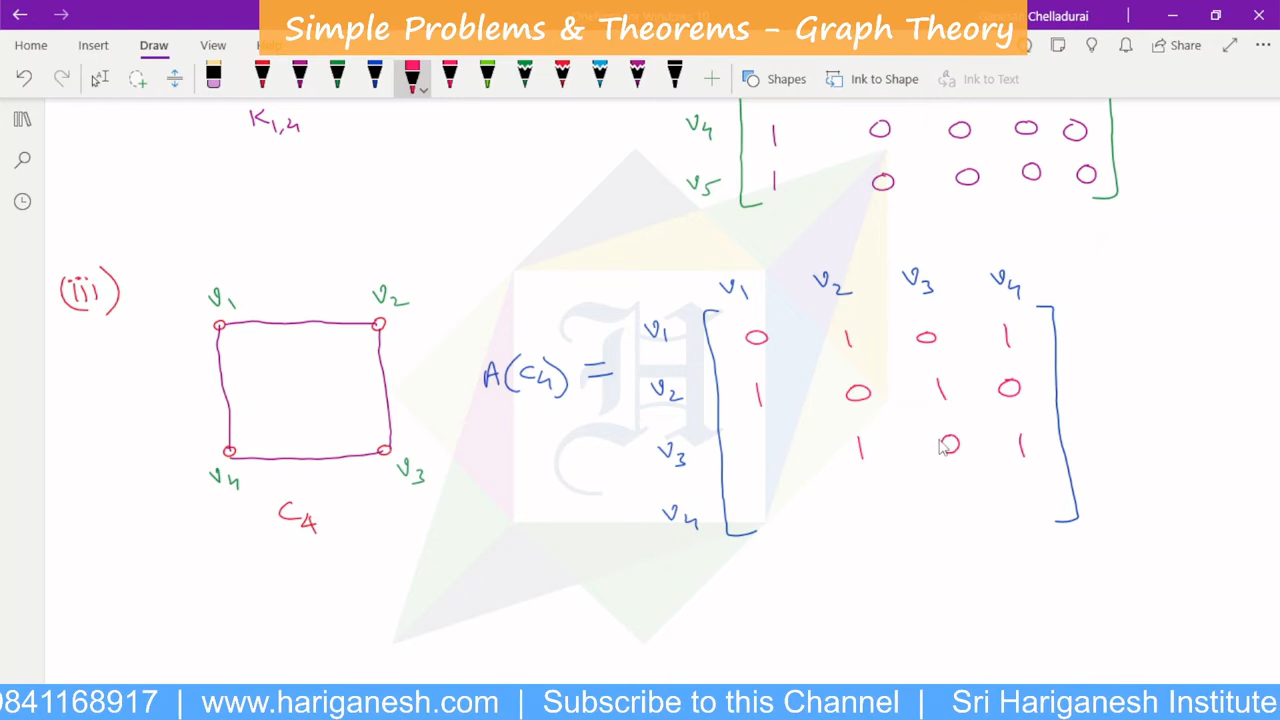 Simple Problems & Theorems - Graph Theory
Chelladurai
Home Insert Draw View
Share
Shapes Ink to Shape Ink to Text
K1,4
v4 1 0 0 0 0
v5 1 0 0 0 0
(iii)
v1 v2
v4 v3
C4
v1 v2 v3 v4
v1 0 1 0 1
A(C4) = v2 1 0 1 0
v3 1 0 1
v4
H
9841168917 | www.hariganesh.com | Subscribe to this Channel | Sri Hariganesh Institute